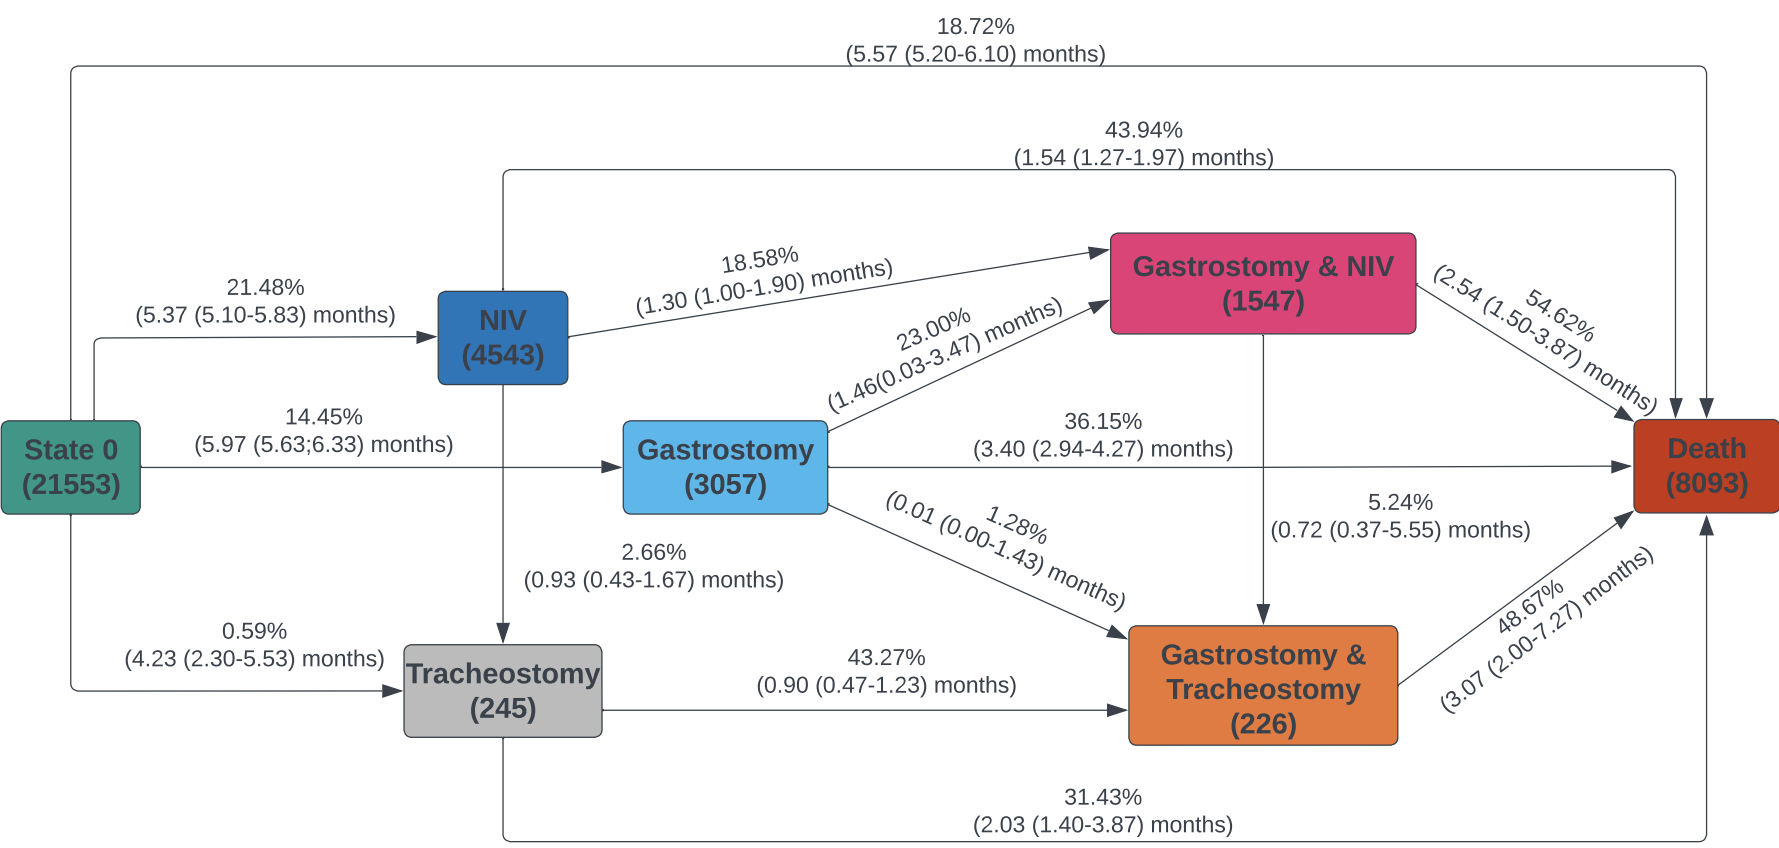 18.72%
(5.57 (5.20-6.10) months)
43.94%
(1.54 (1.27-1.97) months)
18.58%
(1.30 (1.00-1.90) months)
Gastrostomy & NIV
(1547)
21.48%
(5.37 (5.10-5.83) months)
NIV
(4543)
23.00%
(1.46(0.03-3.47) months)
54.62%
(2.54 (1.50-3.87) months)
14.45%
(5.97 (5.63;6.33) months)
State 0
(21553)
Gastrostomy
(3057)
36.15%
(3.40 (2.94-4.27) months)
Death
(8093)
1.28%
(0.01 (0.00-1.43) months)
5.24%
(0.72 (0.37-5.55) months)
2.66%
(0.93 (0.43-1.67) months)
0.59%
(4.23 (2.30-5.53) months)
Tracheostomy
(245)
43.27%
(0.90 (0.47-1.23) months)
Gastrostomy &
Tracheostomy
(226)
48.67%
(3.07 (2.00-7.27) months)
31.43%
(2.03 (1.40-3.87) months)